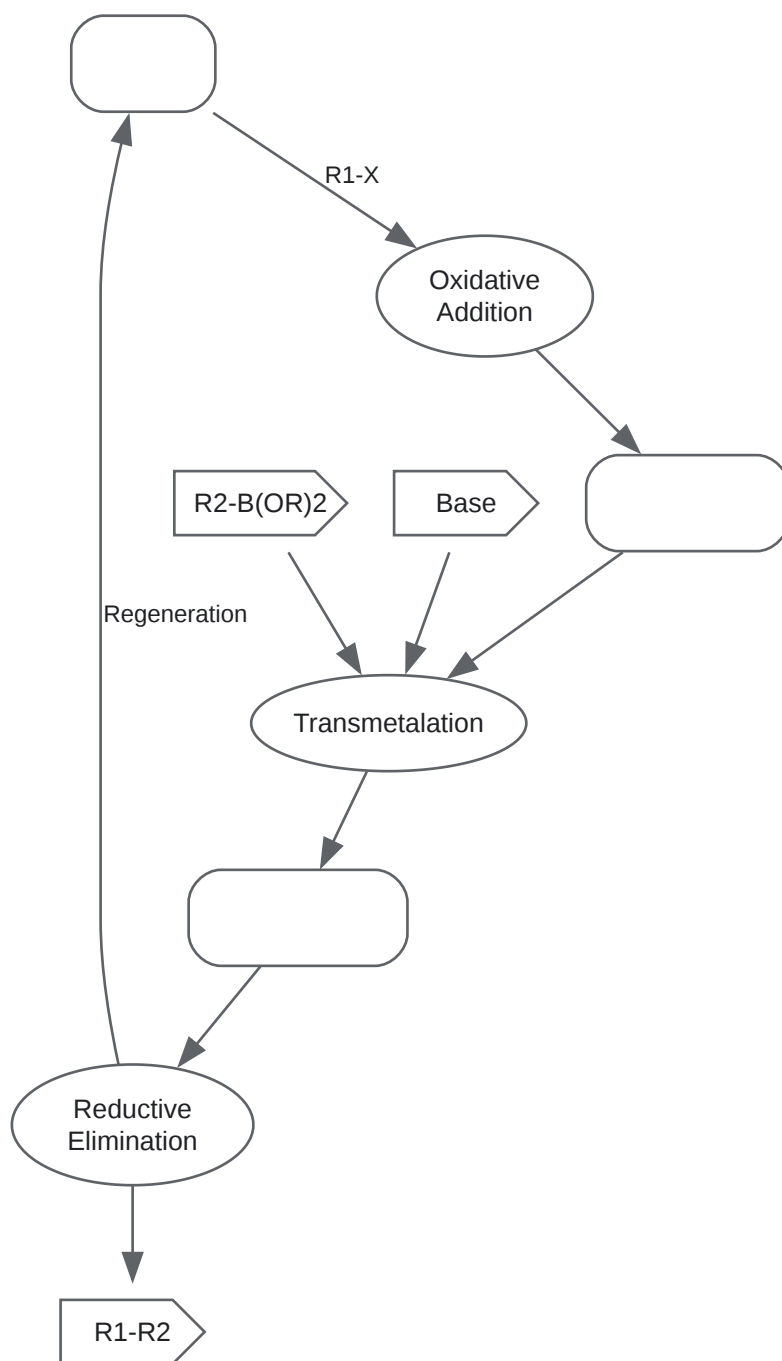 R1-X
Oxidative
Addition
R2-B(OR)2
Base
Regeneration
Transmetalation
Reductive
Elimination
R1-R2